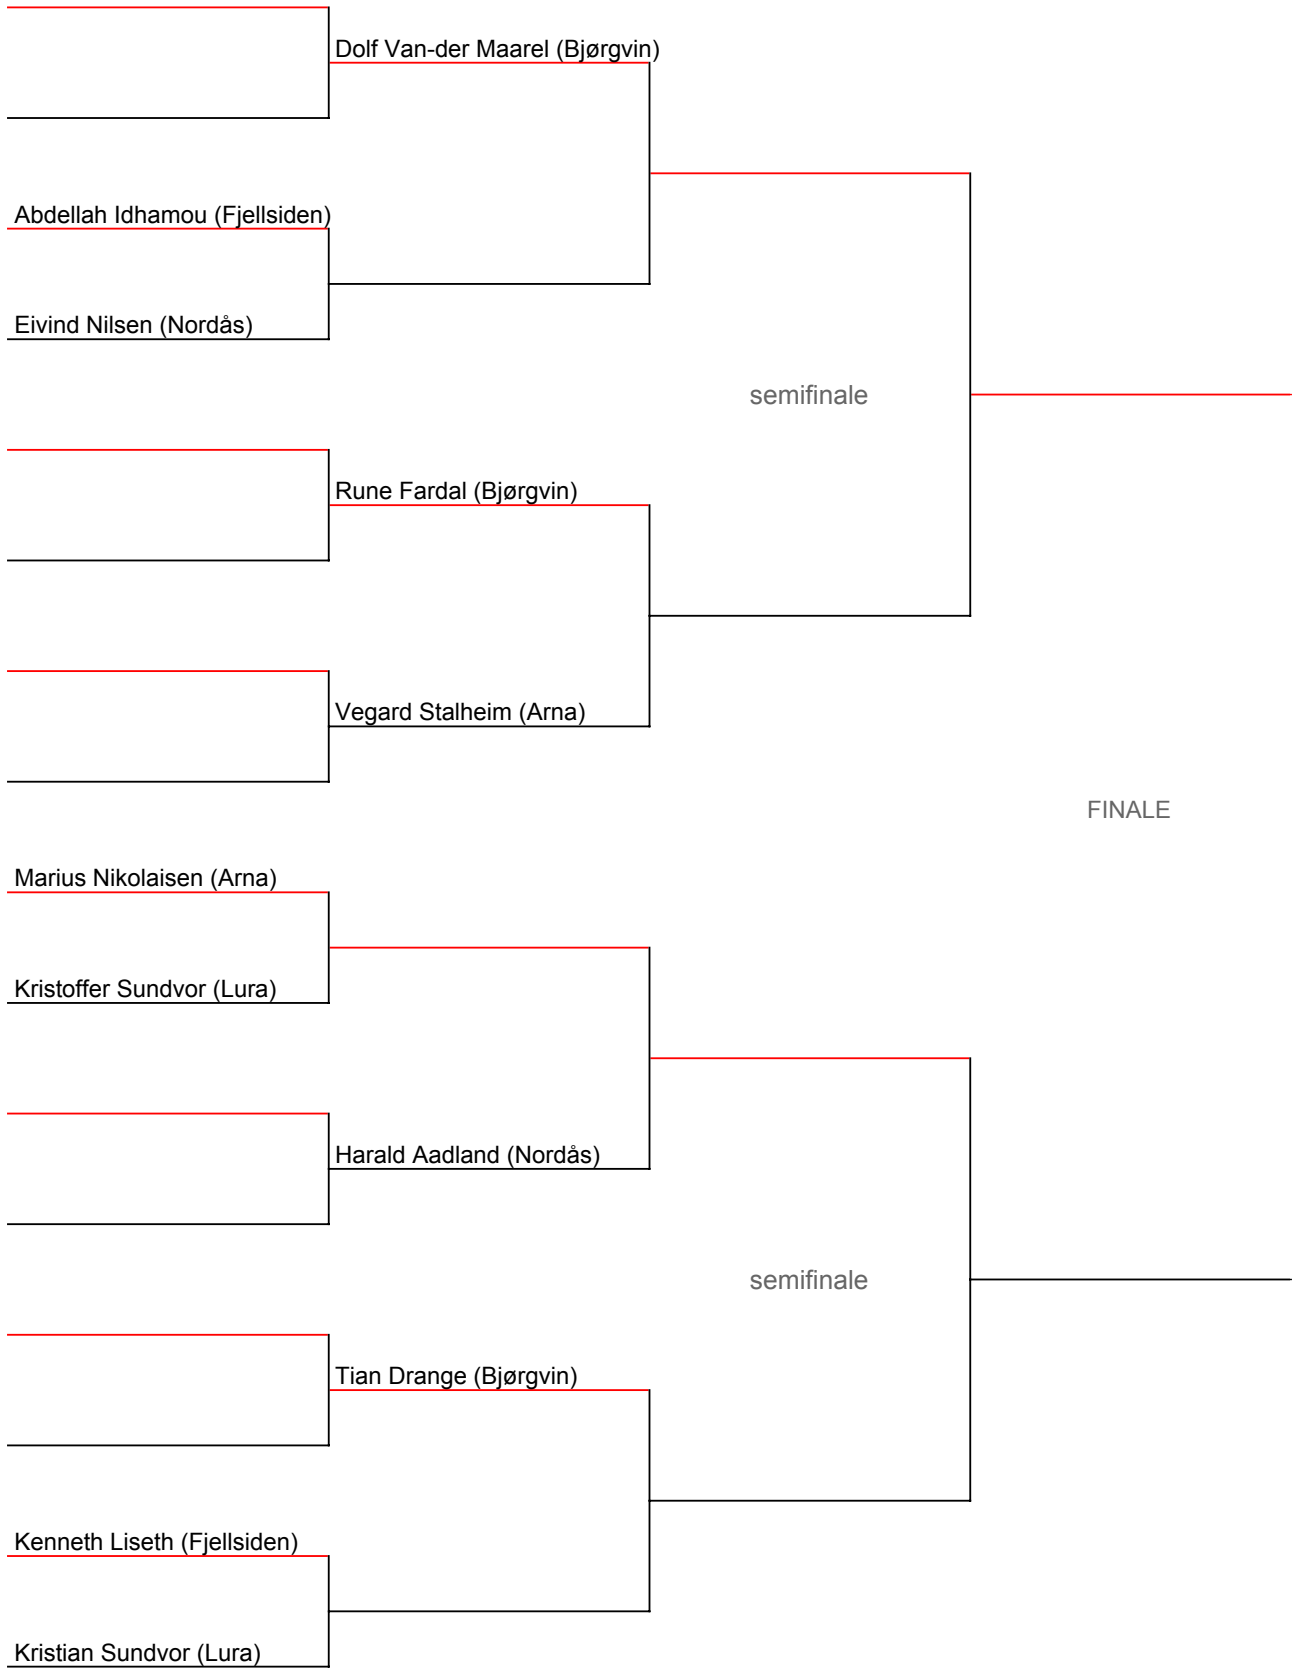 Dolf Van-der Maarel (Bjørgvin)
Abdellah Idhamou (Fjellsiden)
Eivind Nilsen (Nordås)
semifinale
Rune Fardal (Bjørgvin)
Vegard Stalheim (Arna)
FINALE
Marius Nikolaisen (Arna)
Kristoffer Sundvor (Lura)
Harald Aadland (Nordås)
semifinale
Tian Drange (Bjørgvin)
Kenneth Liseth (Fjellsiden)
Kristian Sundvor (Lura)